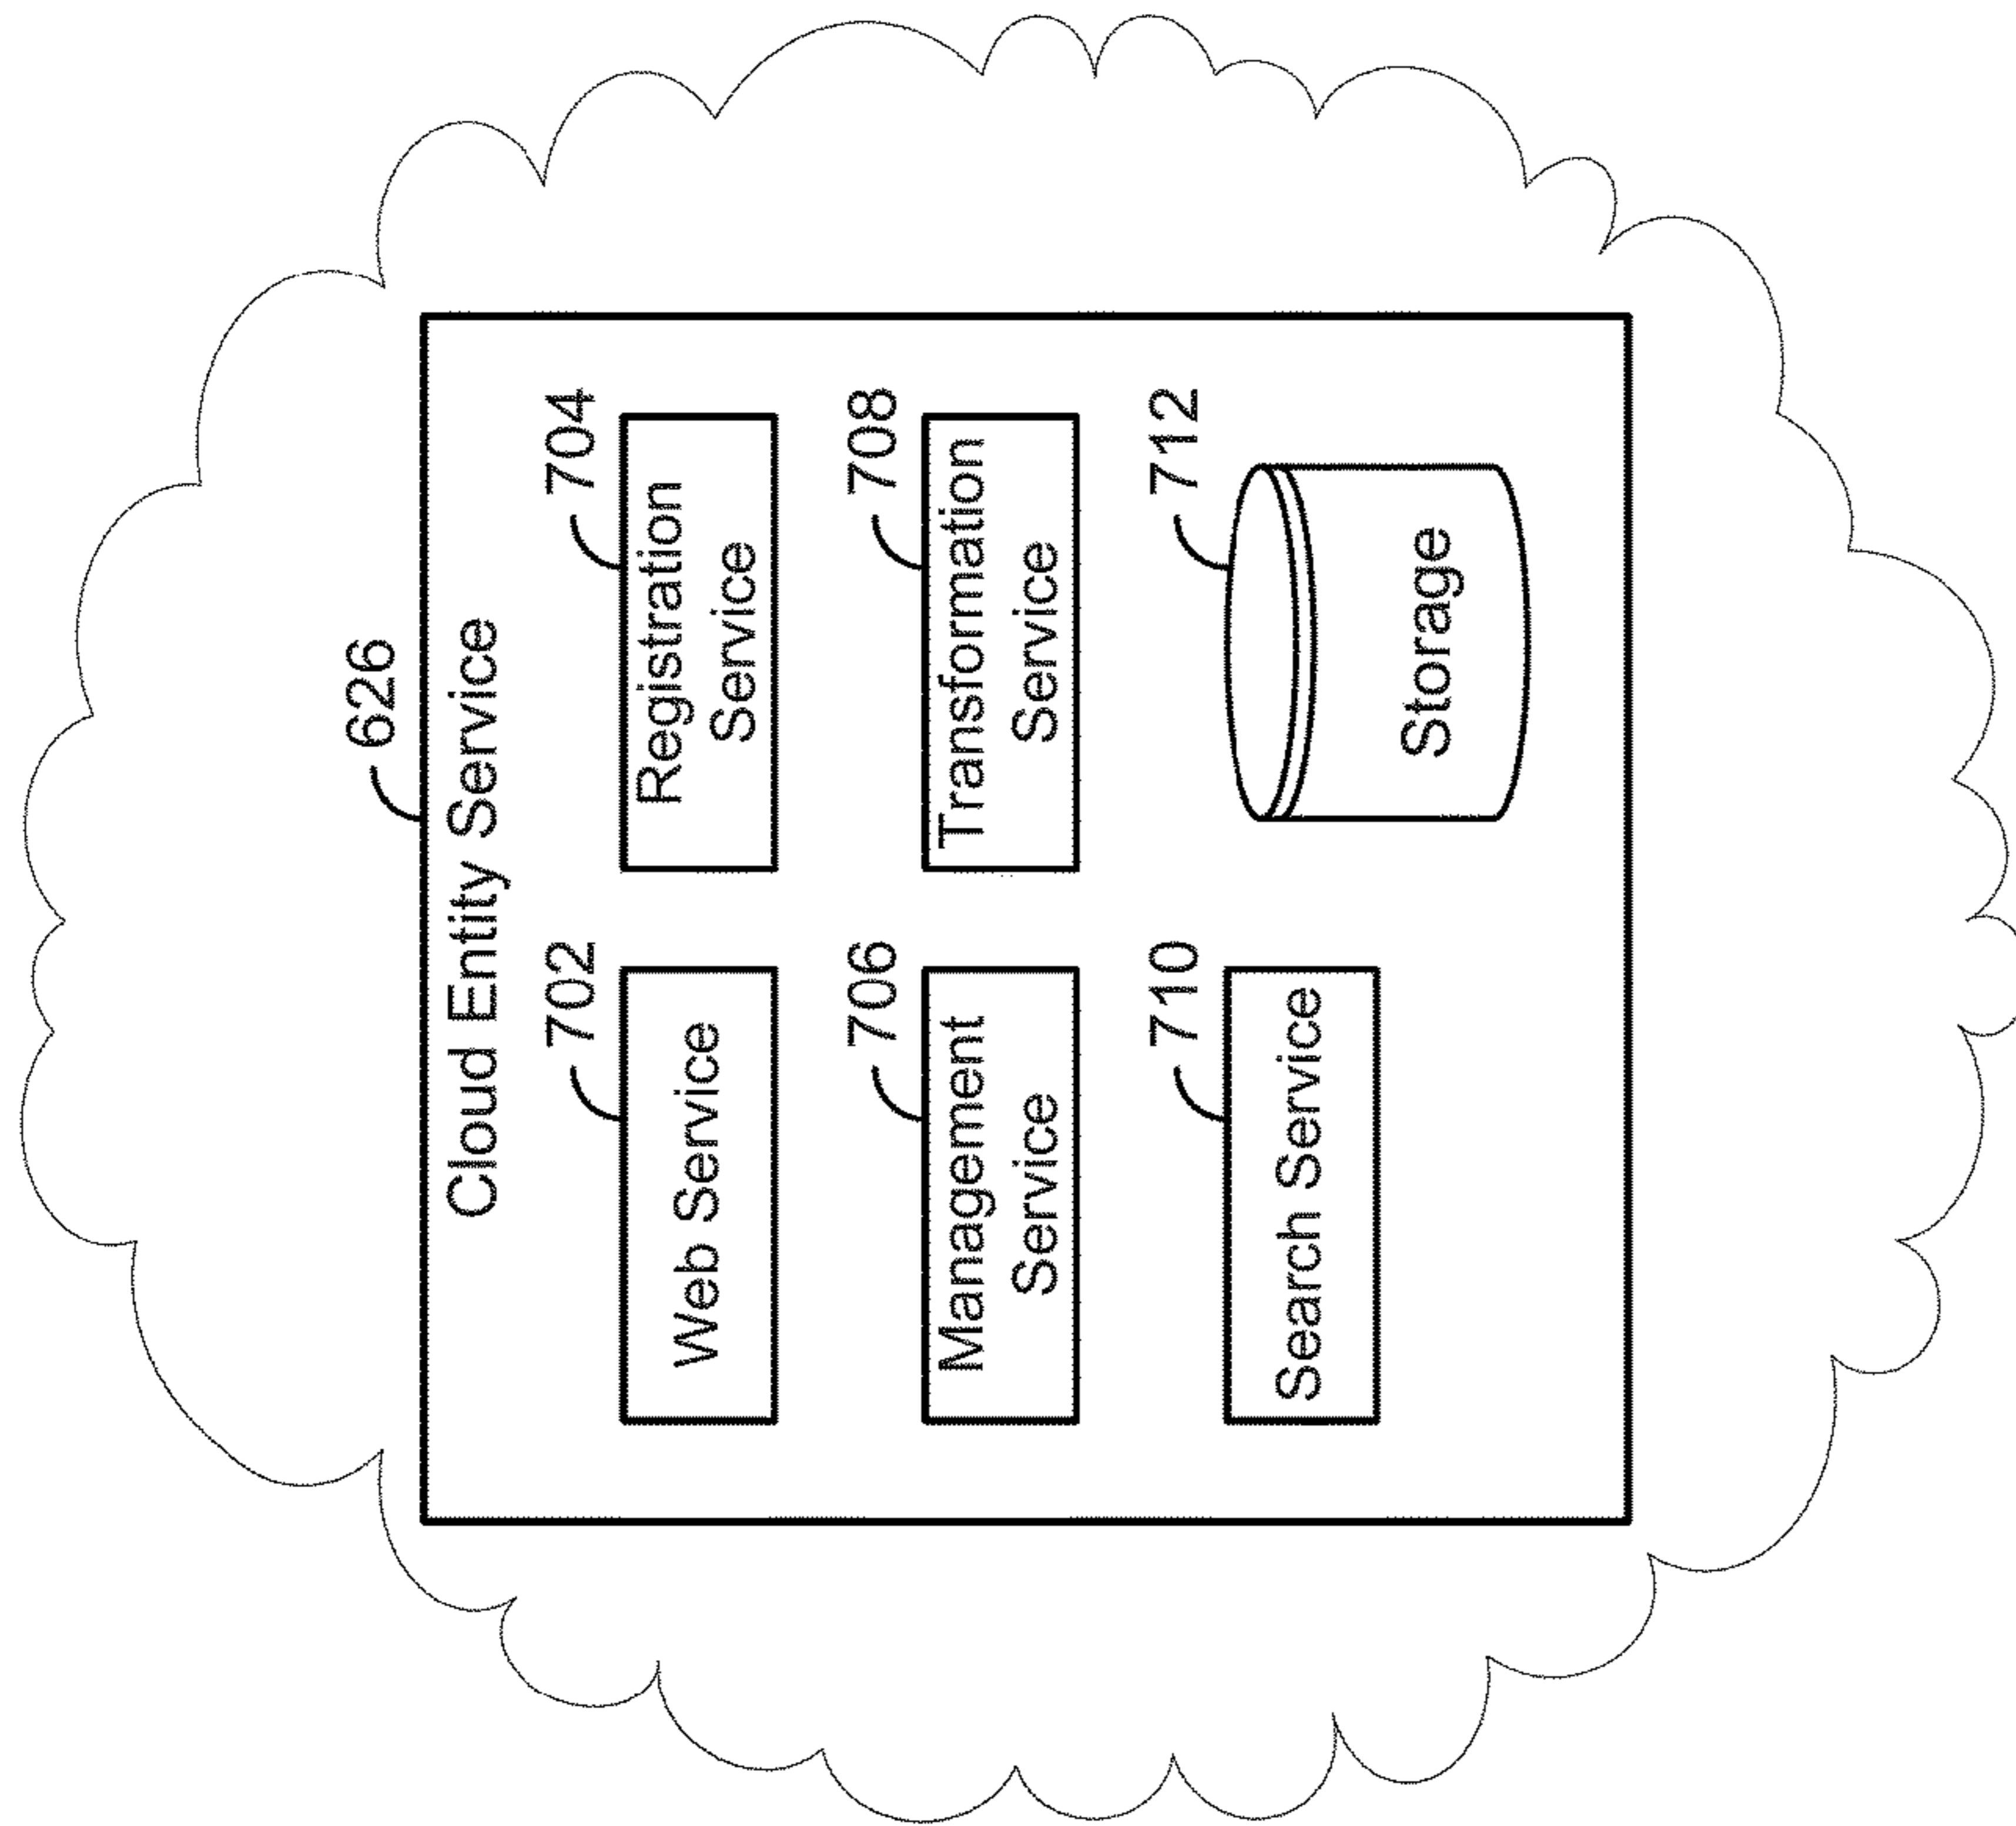 626
Cloud Entity Service
702
704
Web Service
Registration
Service
706
708
Management
Service
Transformation
Service
710
712
Search Service
Storage